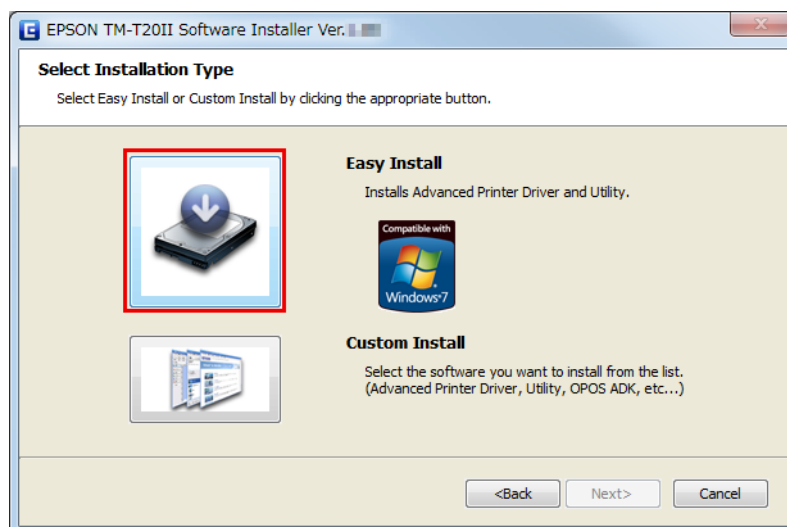 EPSON TM-T20II Software Installer Ver.
Select Installation Type
Select Easy Install or Custom Install by clicking the appropriate button.
Easy Install
Installs Advanced Printer Driver and Utility.
Compatible with
Windows 7
Custom Install
Select the software you want to install from the list.
(Advanced Printer Driver, Utility, OPOS ADK, etc...)
<Back
Next>
Cancel